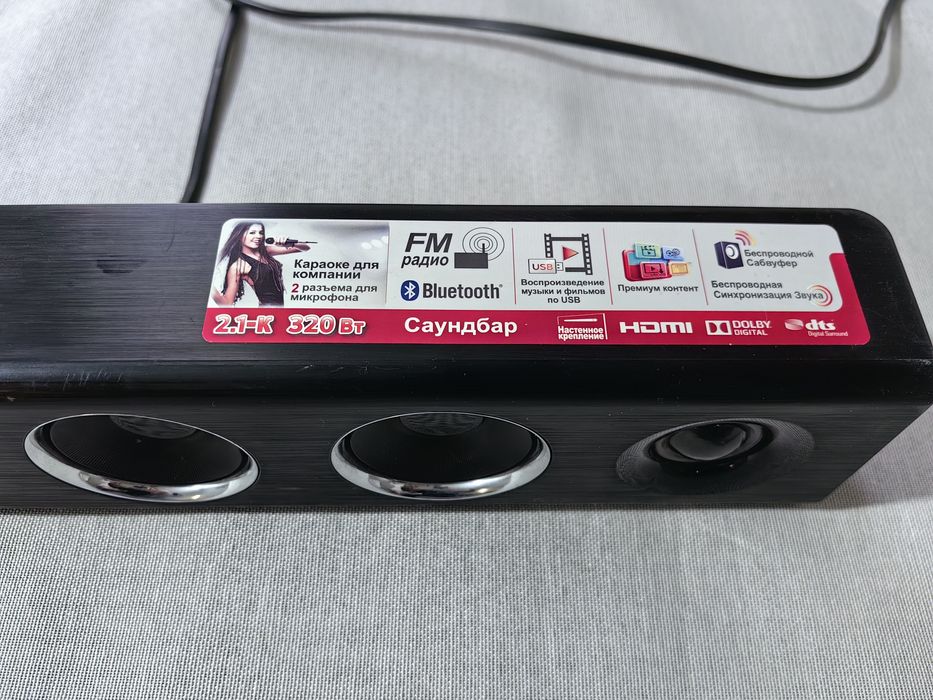 Караоке для
компании
2 разъема для
микрофона
FM
радио
Bluetooth®
USB
Воспроизведение
музыки и фильмов
по USB
Премиум контент
Беспроводной
Сабвуфер
Беспроводная
Синхронизация Звука
2.1-К 320 Вт
Саундбар
Настенное
крепление
HDMI
DOLBY
DIGITAL
dts
Digital Surround